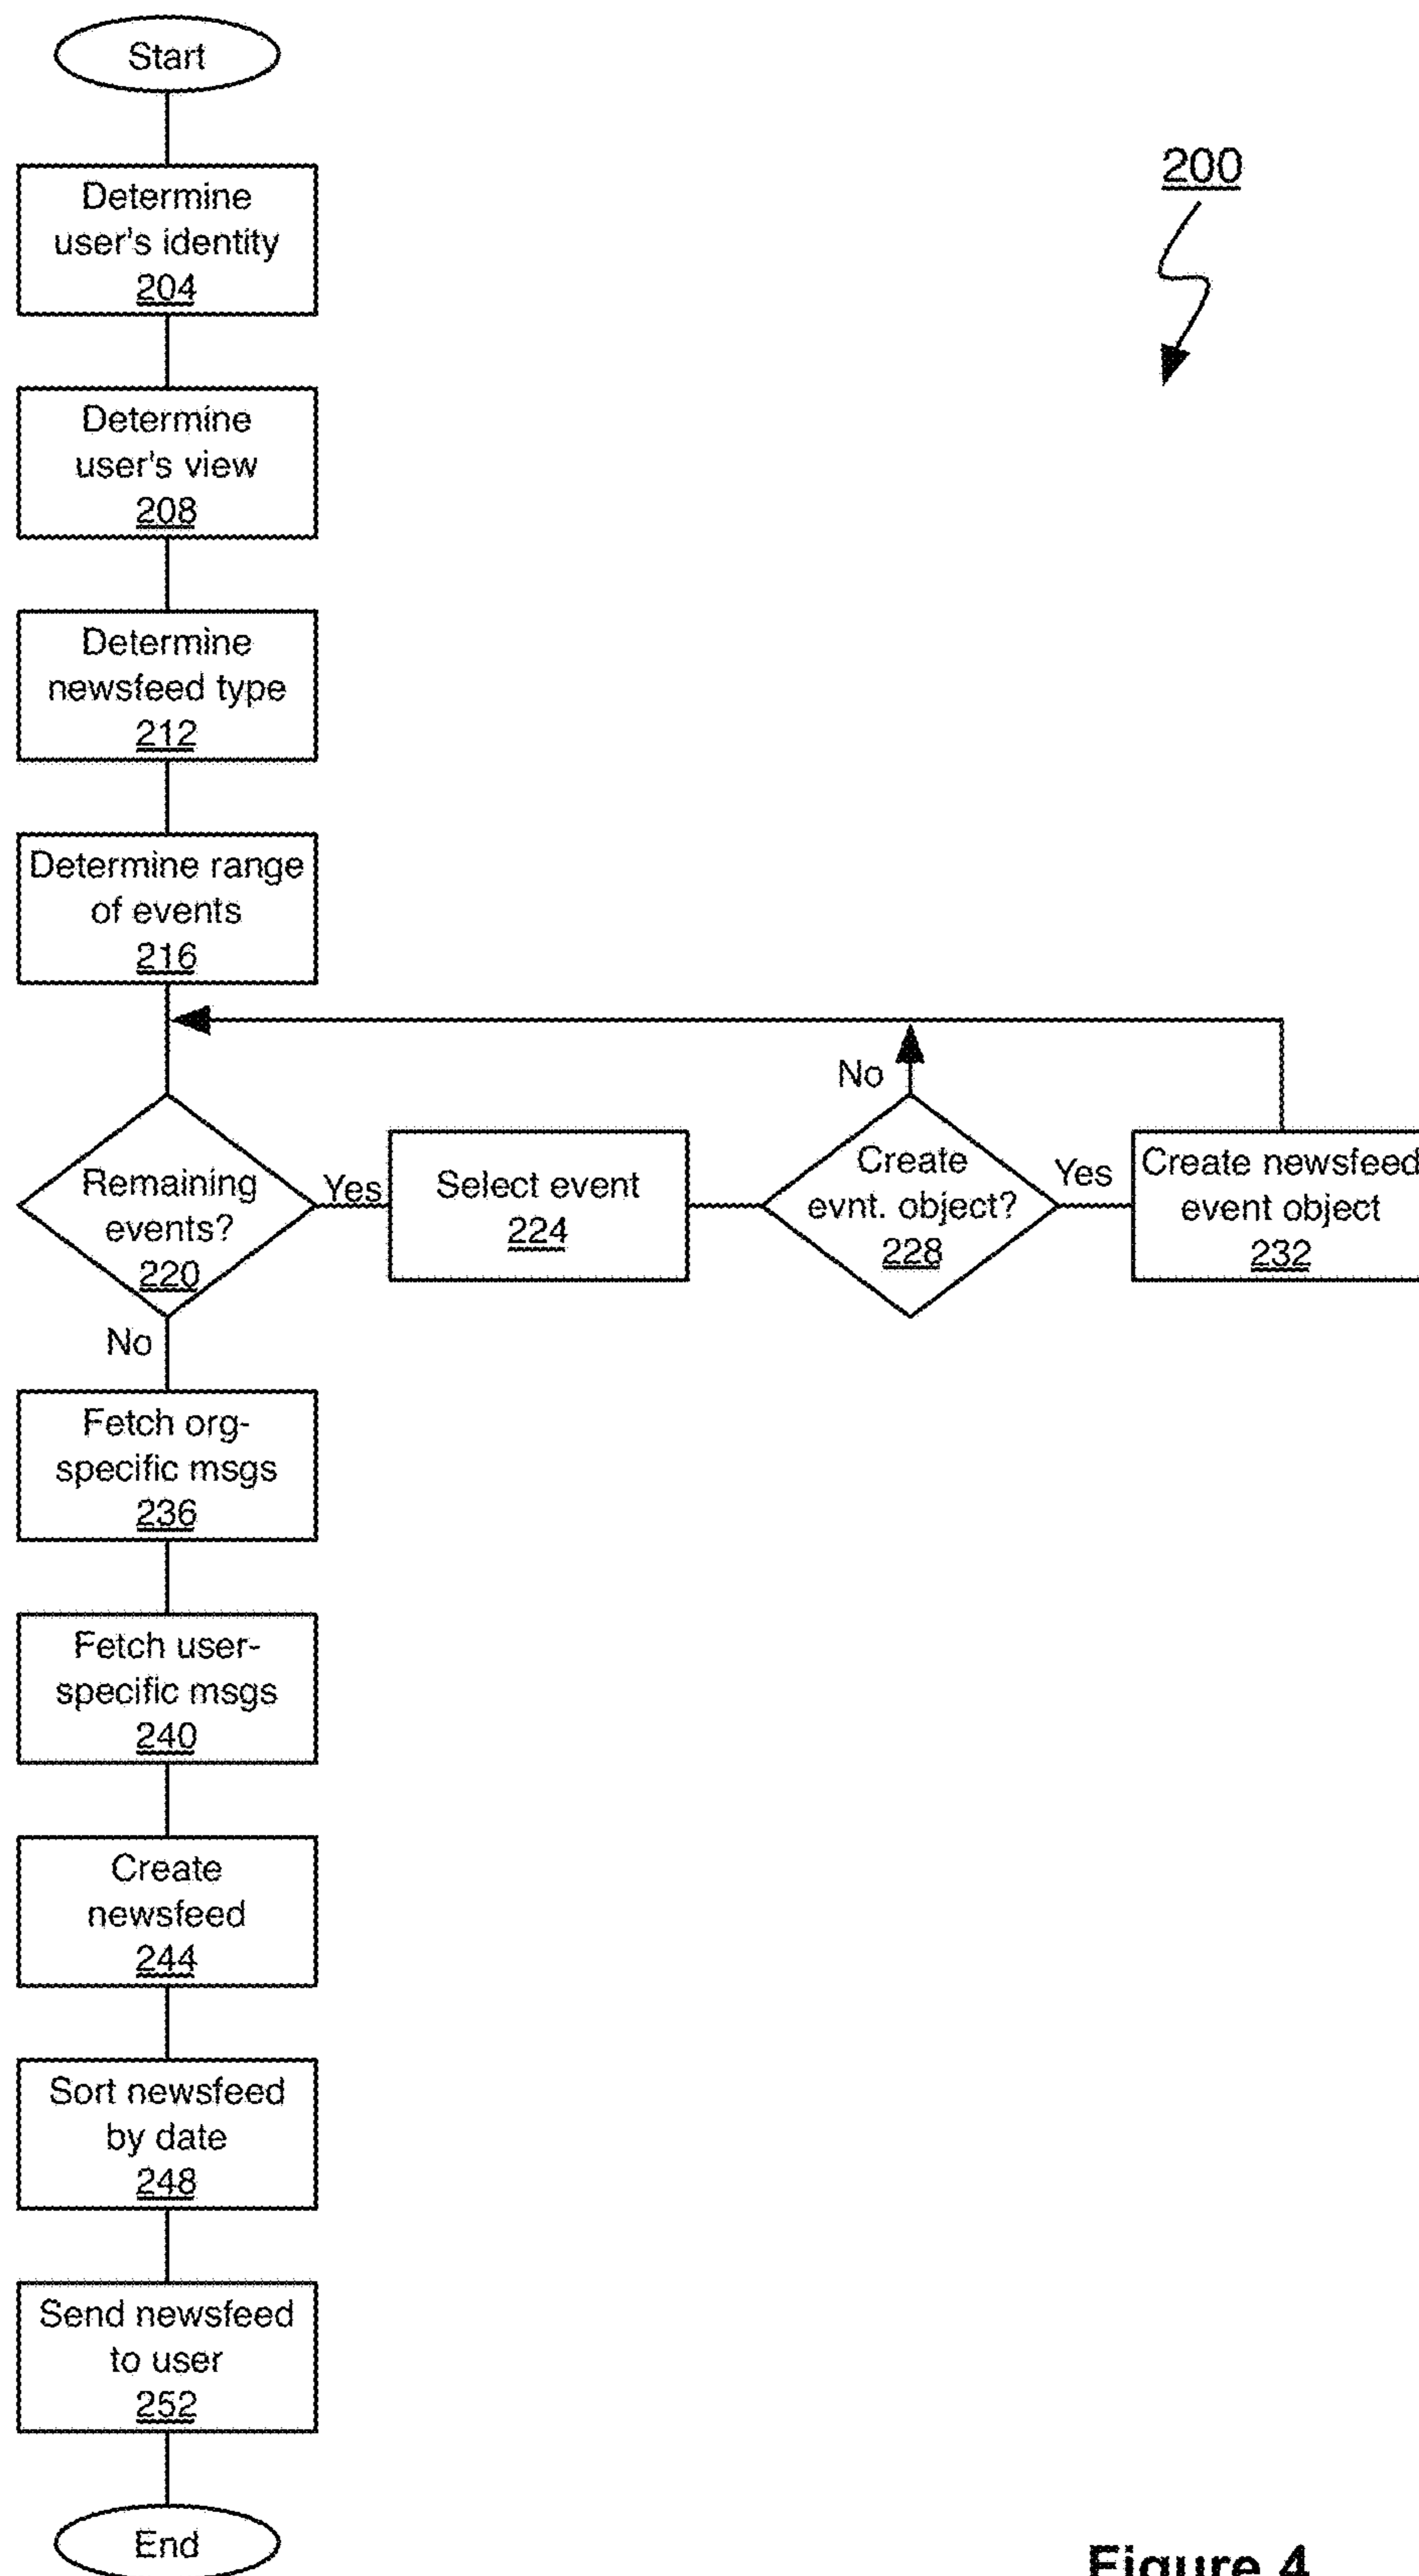 Start
200
Determine
user's identity
204
Determine
user's view
208
Determine
newsfeed type
212
Determine range
of events
216
No
Remaining
events?
220
Yes
Select event
224
Create
evnt. object?
228
Yes
Create newsfeed
event object
232
No
Fetch org-
specific msgs
236
Fetch user-
specific msgs
240
Create
newsfeed
244
Sort newsfeed
by date
248
Send newsfeed
to user
252
End
Figure 4